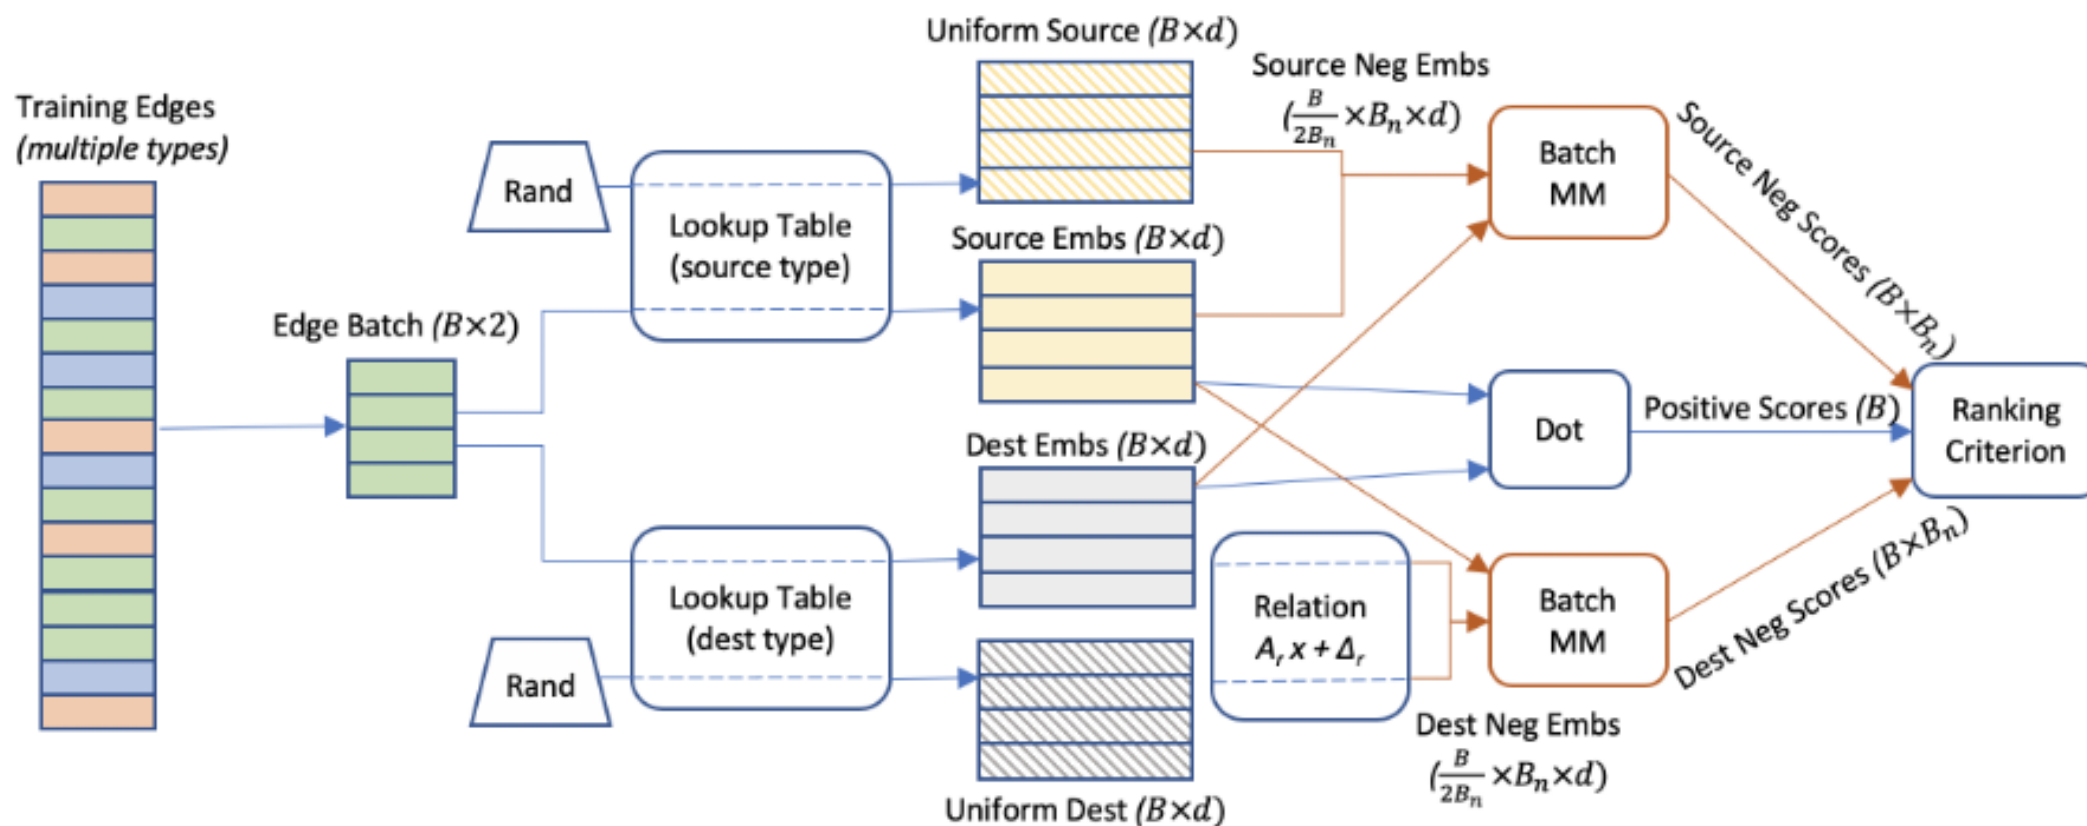 Training Edges
(multiple types)
Edge Batch (B×2)
Rand
Lookup Table
(source type)
Lookup Table
(dest type)
Rand
Uniform Source (B×d)
Source Embs (B×d)
Dest Embs (B×d)
Uniform Dest (B×d)
Source Neg Embs
(B/2Bₙ ×Bₙ×d)
Relation
Aᵣ x + Δᵣ
Dest Neg Embs
(B/2Bₙ ×Bₙ×d)
Batch
MM
Dot
Batch
MM
Source Neg Scores (B×Bₙ)
Positive Scores (B)
Dest Neg Scores (B×Bₙ)
Ranking
Criterion